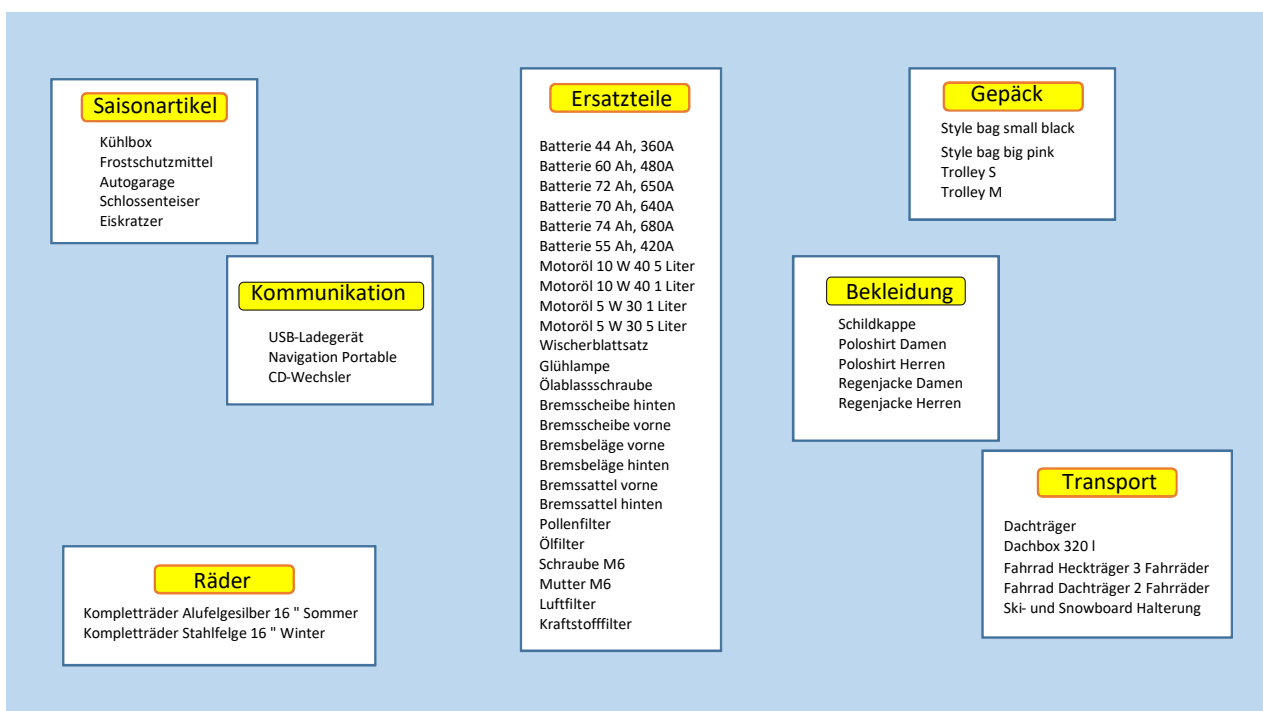 Saisonartikel
Kühlbox
Frostschutzmittel
Autogarage
Schlossenteiser
Eiskratzer
Kommunikation
USB-Ladegerät
Navigation Portable
CD-Wechsler
Räder
Kompletträder Alufelgesilber 16 " Sommer
Kompletträder Stahlfelge 16 " Winter
Ersatzteile
Batterie 44 Ah, 360A
Batterie 60 Ah, 480A
Batterie 72 Ah, 650A
Batterie 70 Ah, 640A
Batterie 74 Ah, 680A
Batterie 55 Ah, 420A
Motoröl 10 W 40 5 Liter
Motoröl 10 W 40 1 Liter
Motoröl 5 W 30 1 Liter
Motoröl 5 W 30 5 Liter
Wischerblattsatz
Glühlampe
Ölablassschraube
Bremsscheibe hinten
Bremsscheibe vorne
Bremsbeläge vorne
Bremsbeläge hinten
Bremssattel vorne
Bremssattel hinten
Pollenfilter
Ölfilter
Schraube M6
Mutter M6
Luftfilter
Kraftstofffilter
Gepäck
Style bag small black
Style bag big pink
Trolley S
Trolley M
Bekleidung
Schildkappe
Poloshirt Damen
Poloshirt Herren
Regenjacke Damen
Regenjacke Herren
Transport
Dachträger
Dachbox 320 l
Fahrrad Heckträger 3 Fahrräder
Fahrrad Dachträger 2 Fahrräder
Ski- und Snowboard Halterung